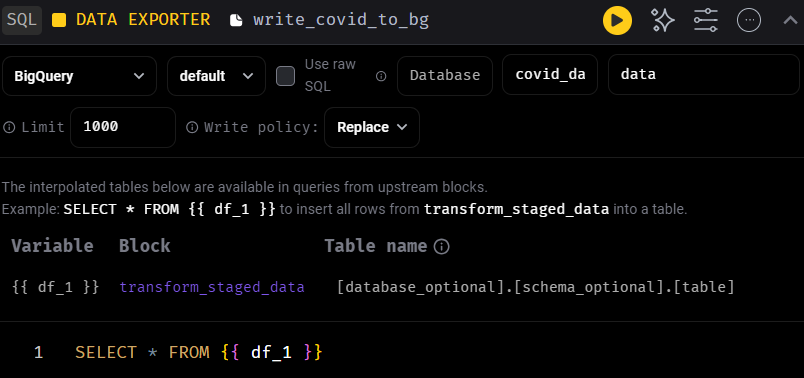 SQL DATA EXPORTER write_covid_to_bg
BigQuery default Use raw SQL Database covid_da data
Limit 1000 Write policy: Replace
The interpolated tables below are available in queries from upstream blocks.
Example: SELECT * FROM {{ df_1 }} to insert all rows from transform_staged_data into a table.
Variable Block Table name
{{ df_1 }} transform_staged_data [database_optional].[schema_optional].[table]
1 SELECT * FROM {{ df_1 }}